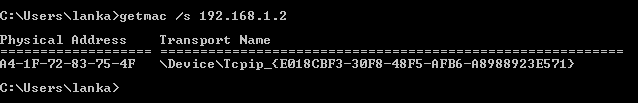 C:\Users\lanka>getmac /s 192.168.1.2
Physical Address    Transport Name
=================== ==========================================================
A4-1F-72-83-75-4F   \Device\Tcpip_{E018CBF3-30F8-48F5-AFB6-A8988923E571}
C:\Users\lanka>